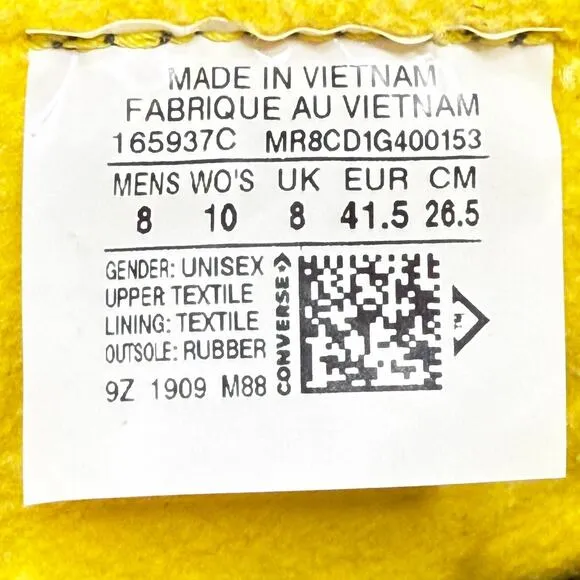 MADE IN VIETNAM
FABRIQUE AU VIETNAM
165937C MR8CD1G400153
MENS WO'S UK EUR CM
8 10 8 41.5 26.5
GENDER: UNISEX
UPPER TEXTILE
LINING: TEXTILE
OUTSOLE: RUBBER
9Z 1909 M88
CONVERSE
TM